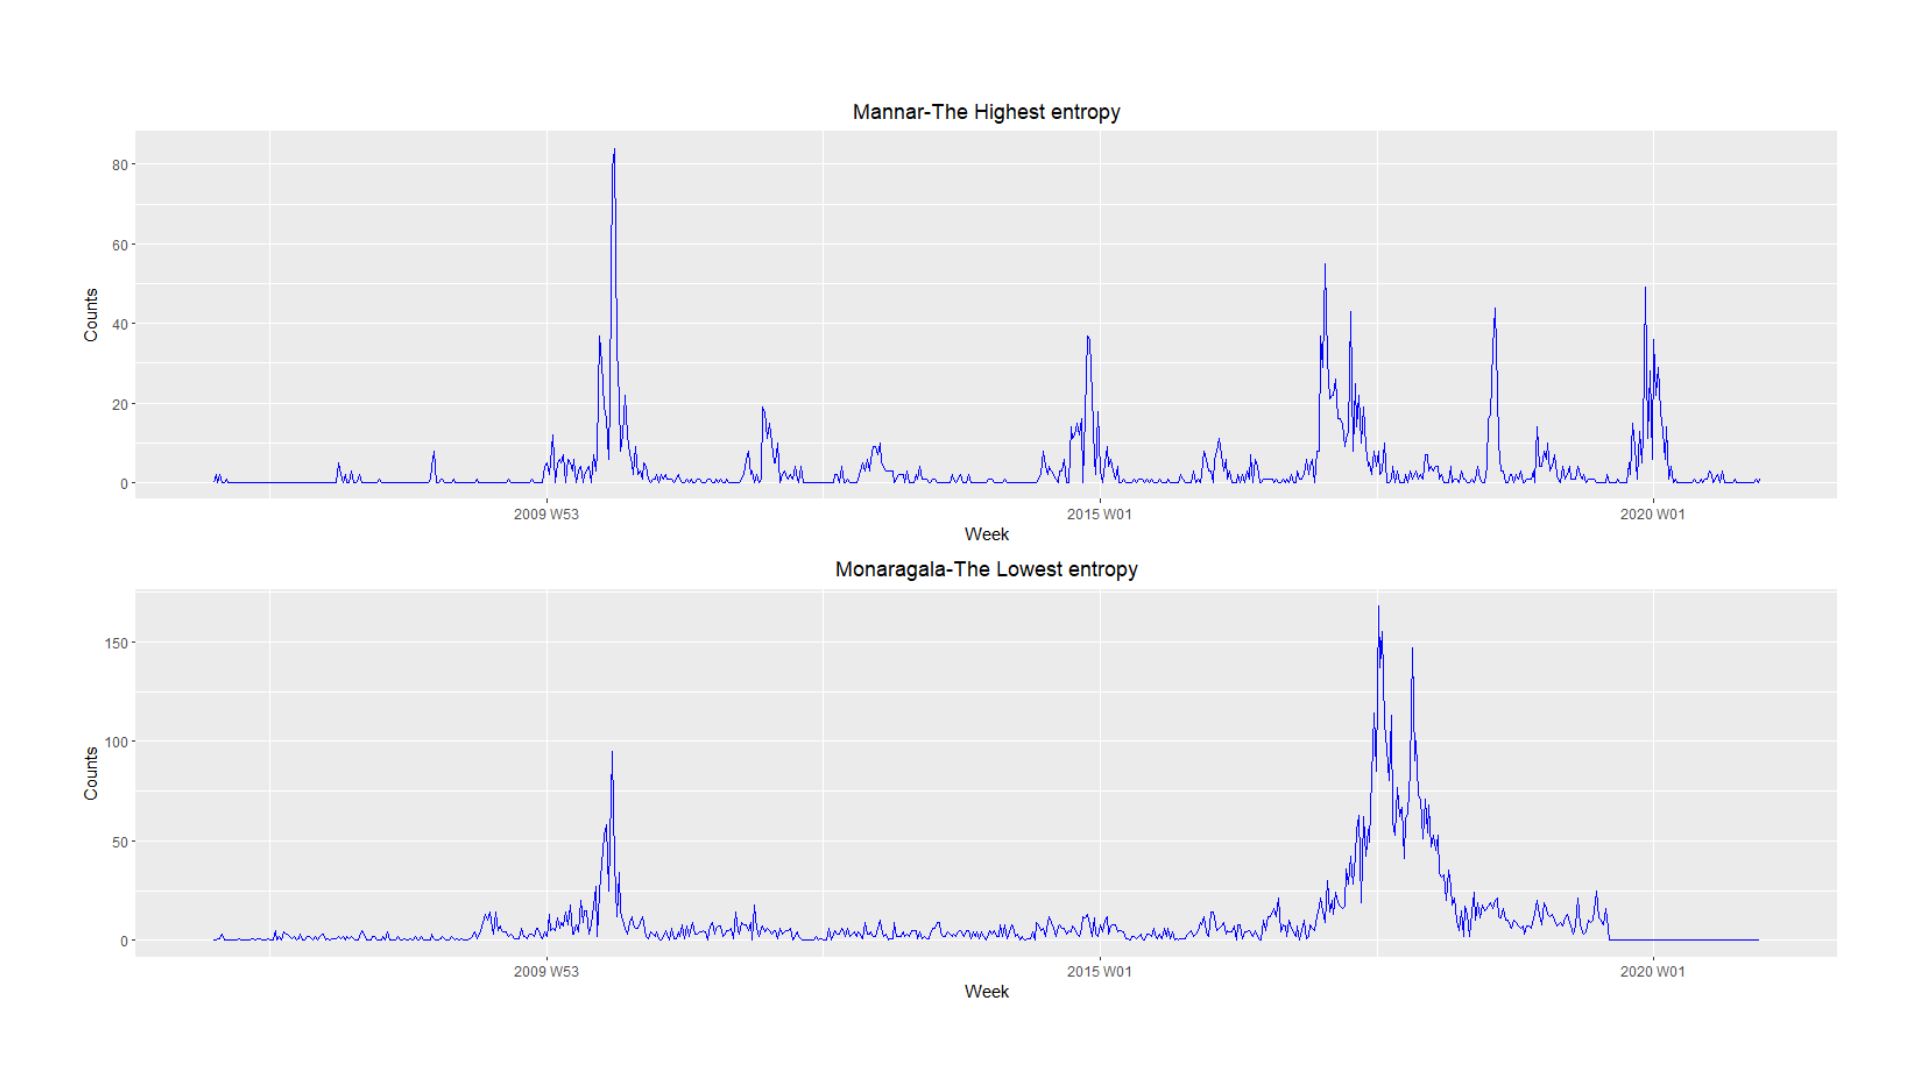 Mannar-The Highest entropy
80
60
40
20
0
Counts
2009 W53 2015 W01 2020 W01
Week
Monaragala-The Lowest entropy
150
100
50
0
Counts
2009 W53 2015 W01 2020 W01
Week